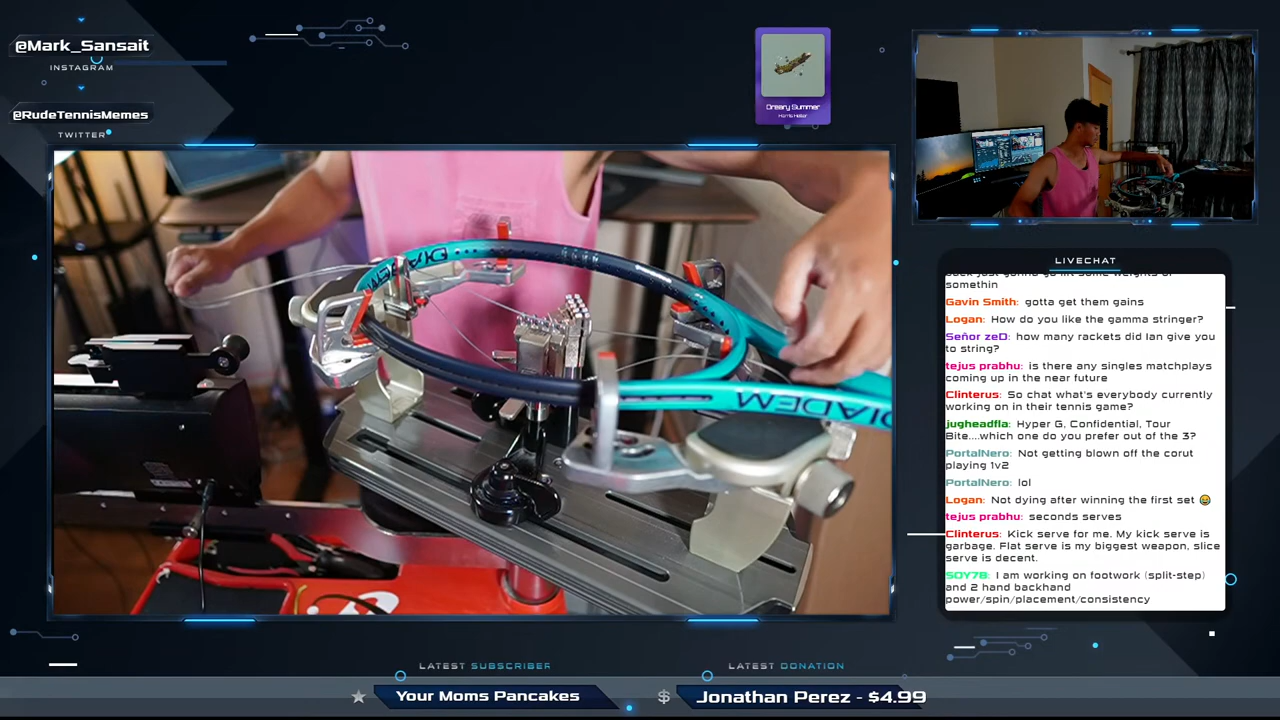 @Mark_Sansait
INSTAGRAM
@RudeTennisMemes
TWITTER
Dreary Summer
DIADEM
DIADEM
LIVECHAT
somethin
Gavin Smith: gotta get them gains
Logan: How do you like the gamma stringer?
Señor zeD: how many rackets did Ian give you
to string?
tejus prabhu: is there any singles matchplays
coming up in the near future
Clinterus: So chat what's everybody currently
working on in their tennis game?
jugheadfla: Hyper G, Confidential, Tour
Bite....which one do you prefer out of the 3?
PortalNero: Not getting blown off the corut
playing 1v2
PortalNero: lol
Logan: Not dying after winning the first set 😂
tejus prabhu: seconds serves
Clinterus: Kick serve for me. My kick serve is
garbage. Flat serve is my biggest weapon, slice
serve is decent.
SOY78: I am working on footwork (split-step)
and 2 hand backhand
power/spin/placement/consistency
LATEST SUBSCRIBER
Your Moms Pancakes
LATEST DONATION
$ Jonathan Perez - $4.99